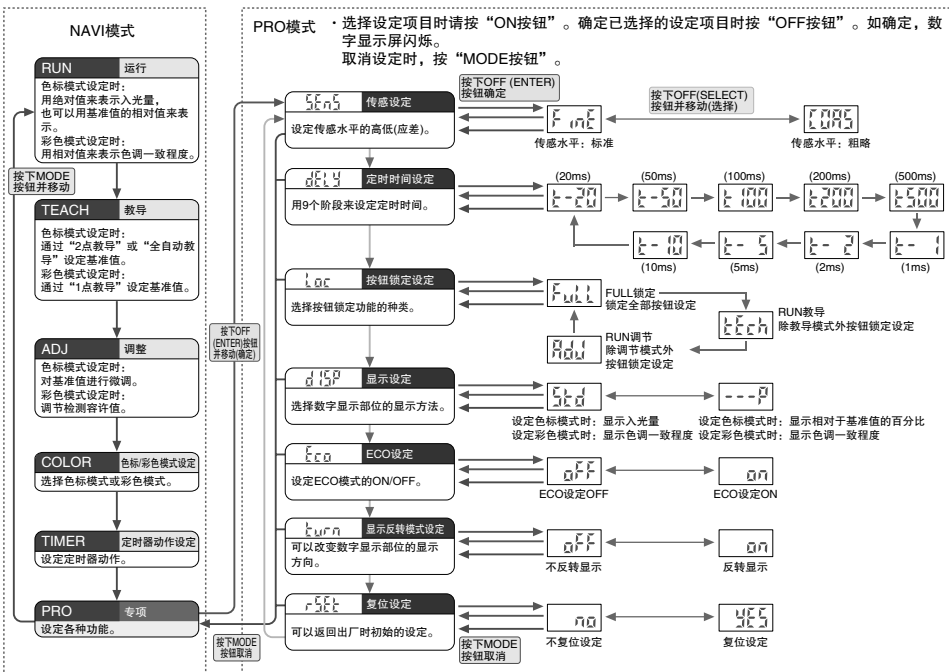 NAVI模式
RUN 运行
色标模式设定时：
用绝对值来表示入光量，
也可以用基准值的相对值来表
示。
彩色模式设定时：
用相对值来表示色调一致程度。
按下MODE
按钮并移动
TEACH 教导
色标模式设定时：
通过“2点教导”或“全自动教
导”设定基准值。
彩色模式设定时：
通过“1点教导”设定基准值。
ADJ 调整
色标模式设定时：
对基准值进行微调。
彩色模式设定时：
调节检测容许值。
COLOR 色标/彩色模式设定
选择色标模式或彩色模式。
TIMER 定时器动作设定
设定定时器动作。
PRO 专项
设定各种功能。
按下OFF
(ENTER)按钮
并移动(确定)
按下MODE
按钮取消
PRO模式
·选择设定项目时请按“ON按钮”。确定已选择的设定项目时按“OFF按钮”。如确定，数
字显示屏闪烁。
取消设定时，按“MODE按钮”。
按下OFF (ENTER)
按钮确定
按下OFF(SELECT)
按钮并移动(选择)
SEnS 传感设定
设定传感水平的高低(应差)。
FinE
传感水平：标准
COAS
传感水平：粗略
dELY 定时时间设定
用9个阶段来设定定时时间。
(20ms) (50ms) (100ms) (200ms) (500ms)
t-20 t-50 t100 t200 t500
t-10 t- 5 t- 2 t- 1
(10ms) (5ms) (2ms) (1ms)
Loc 按钮锁定设定
选择按钮锁定功能的种类。
FuLL
FULL锁定
锁定全部按钮设定
tEch
RUN教导
除教导模式外按钮锁定设定
AdJ
RUN调节
除调节模式外
按钮锁定设定
diSP 显示设定
选择数字显示部位的显示方法。
Std
设定色标模式时：显示入光量
设定彩色模式时：显示色调一致程度
---P
设定色标模式时：显示相对于基准值的百分比
设定彩色模式时：显示色调一致程度
Eco ECO设定
设定ECO模式的ON/OFF。
oFF
ECO设定OFF
on
ECO设定ON
turn 显示反转模式设定
可以改变数字显示部位的显示
方向。
oFF
不反转显示
on
反转显示
rSEt 复位设定
可以返回出厂时初始的设定。
按下MODE
按钮取消
no
不复位设定
YES
复位设定